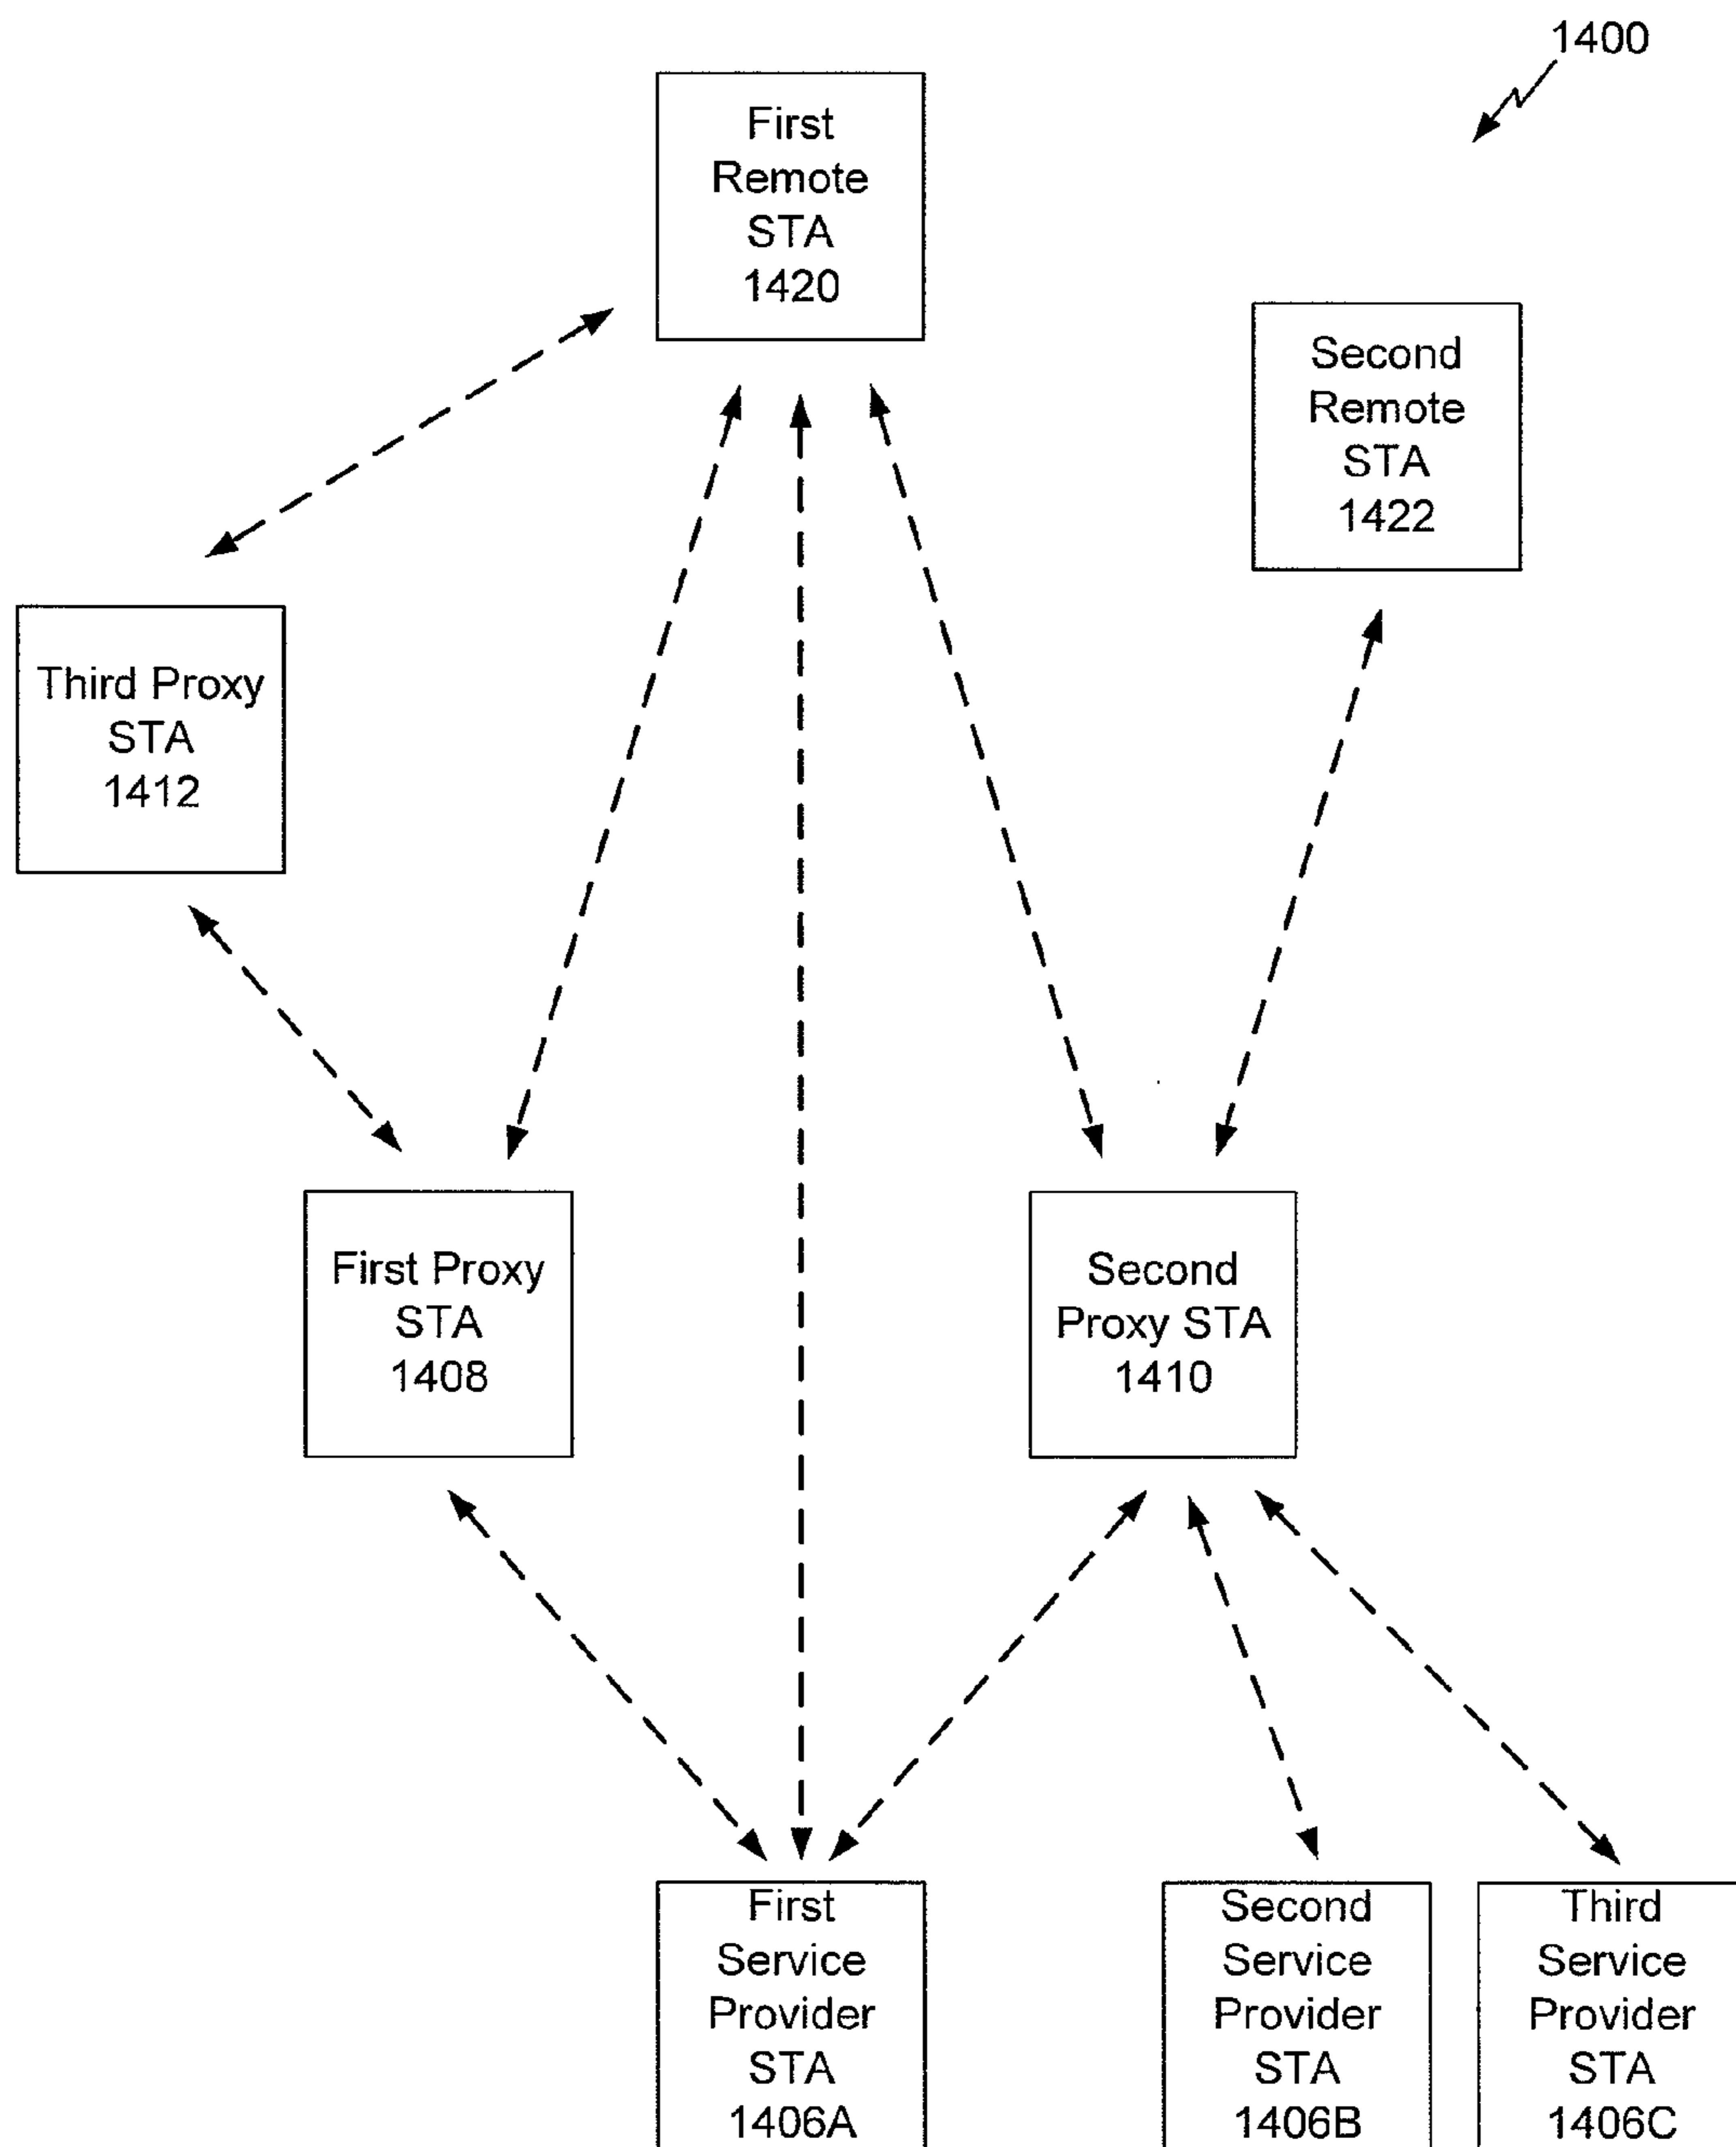 1400
First
Remote
STA
1420
Second
Remote
STA
1422
Third Proxy
STA
1412
First Proxy
STA
1408
Second
Proxy STA
1410
First
Service
Provider
STA
1406A
Second
Service
Provider
STA
1406B
Third
Service
Provider
STA
1406C